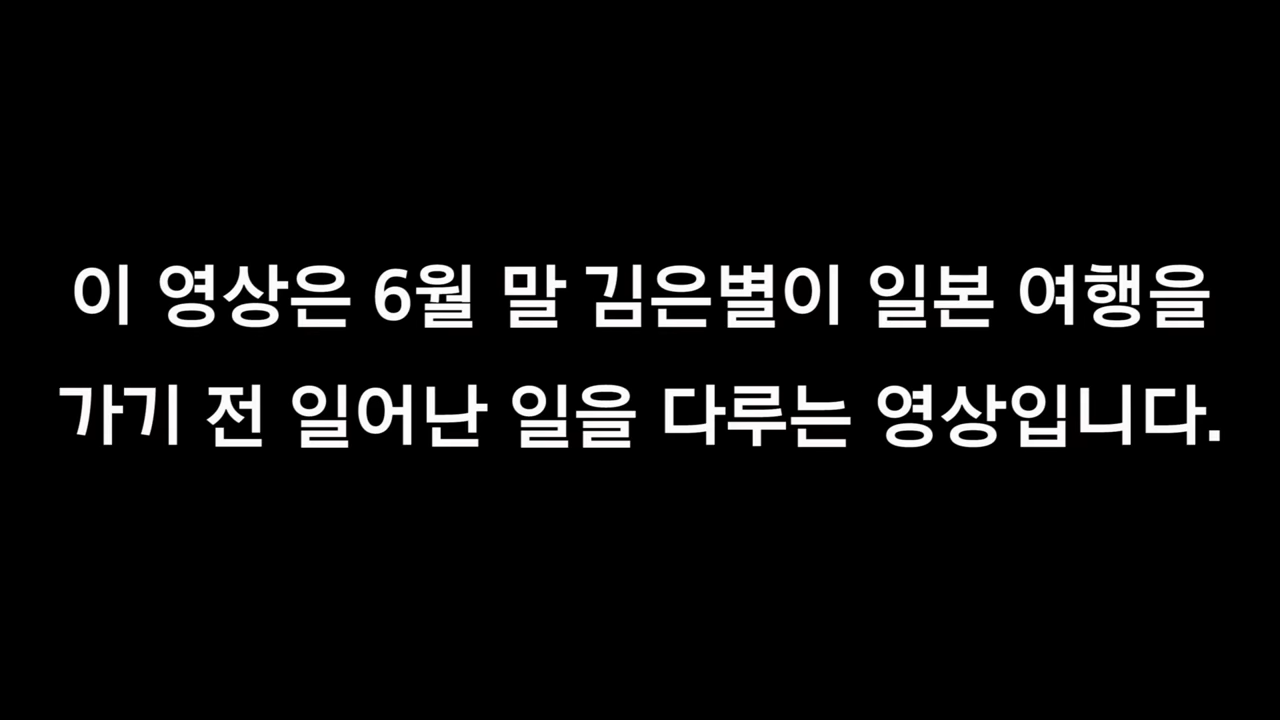 이 영상은 6월 말 김은별이 일본 여행을
가기 전 일어난 일을 다루는 영상입니다.